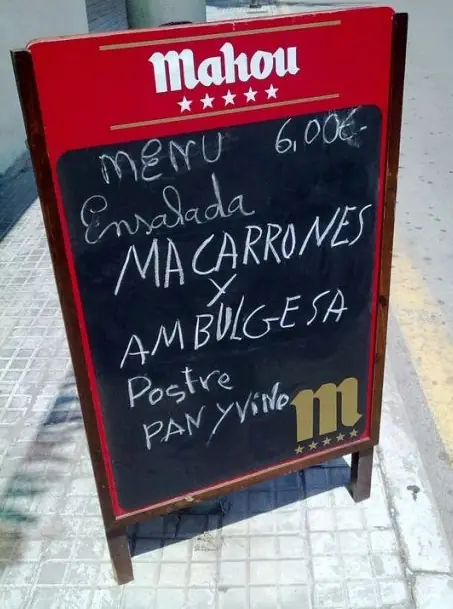 Mahou
MENU 6,00€-
Ensalada
MACARRONES
Y
AMBULGESA
Postre
PAN Y ViNo
m